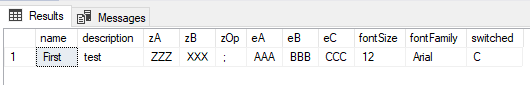 Results Messages
name description zA zB zOp eA eB eC fontSize fontFamily switched
1 First test ZZZ XXX ; AAA BBB CCC 12 Arial C